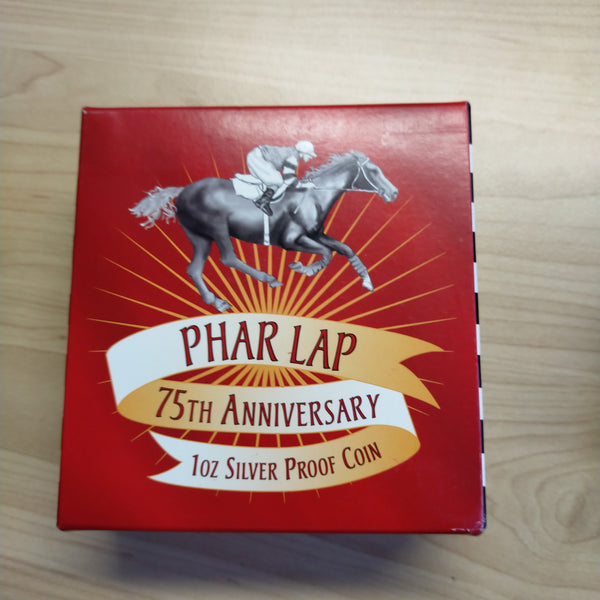 PHAR LAP
75TH ANNIVERSARY
1OZ SILVER PROOF COIN